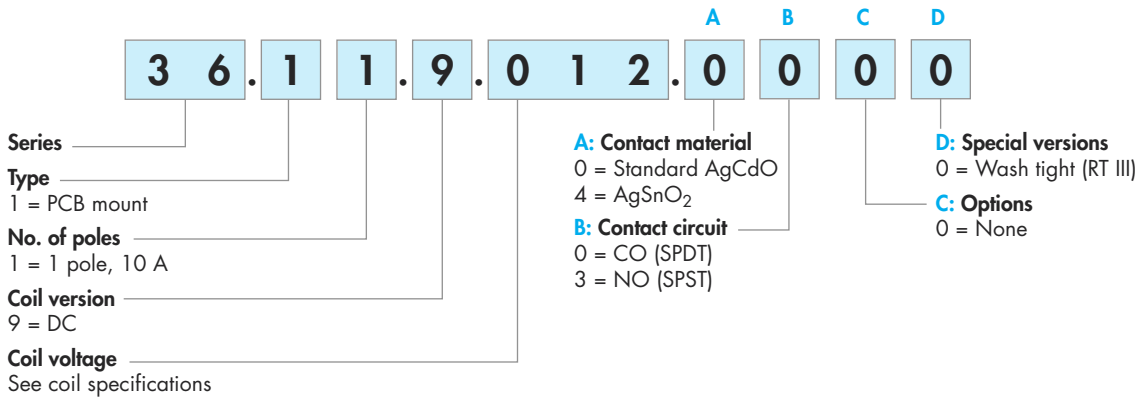 A B C D
3 6 . 1 1 . 9 . 0 1 2 . 0 0 0 0
Series
Type
1 = PCB mount
No. of poles
1 = 1 pole, 10 A
Coil version
9 = DC
Coil voltage
See coil specifications
A: Contact material
0 = Standard AgCdO
4 = AgSnO2
B: Contact circuit
0 = CO (SPDT)
3 = NO (SPST)
D: Special versions
0 = Wash tight (RT III)
C: Options
0 = None